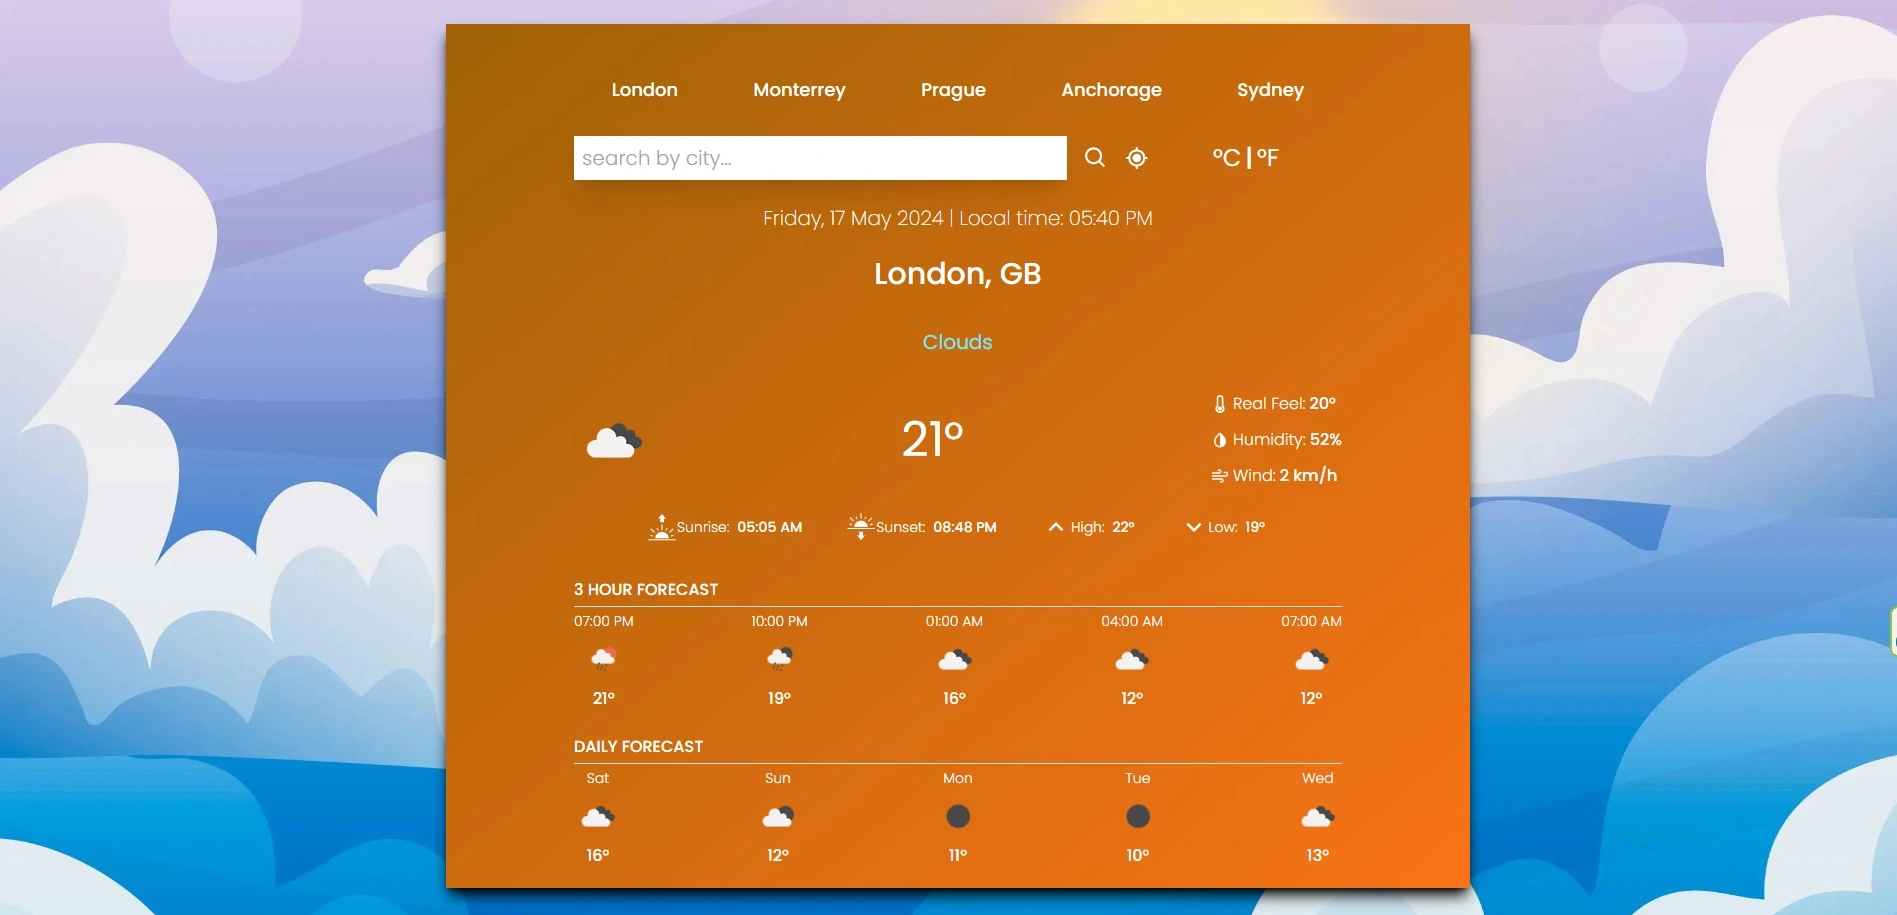 London Monterrey Prague Anchorage Sydney
search by city...
°C | °F
Friday, 17 May 2024 | Local time: 05:40 PM
London, GB
Clouds
21°
Real Feel: 20°
Humidity: 52%
Wind: 2 km/h
Sunrise: 05:05 AM Sunset: 08:48 PM High: 22° Low: 19°
3 HOUR FORECAST
07:00 PM 10:00 PM 01:00 AM 04:00 AM 07:00 AM
21° 19° 16° 12° 12°
DAILY FORECAST
Sat Sun Mon Tue Wed
16° 12° 11° 10° 13°